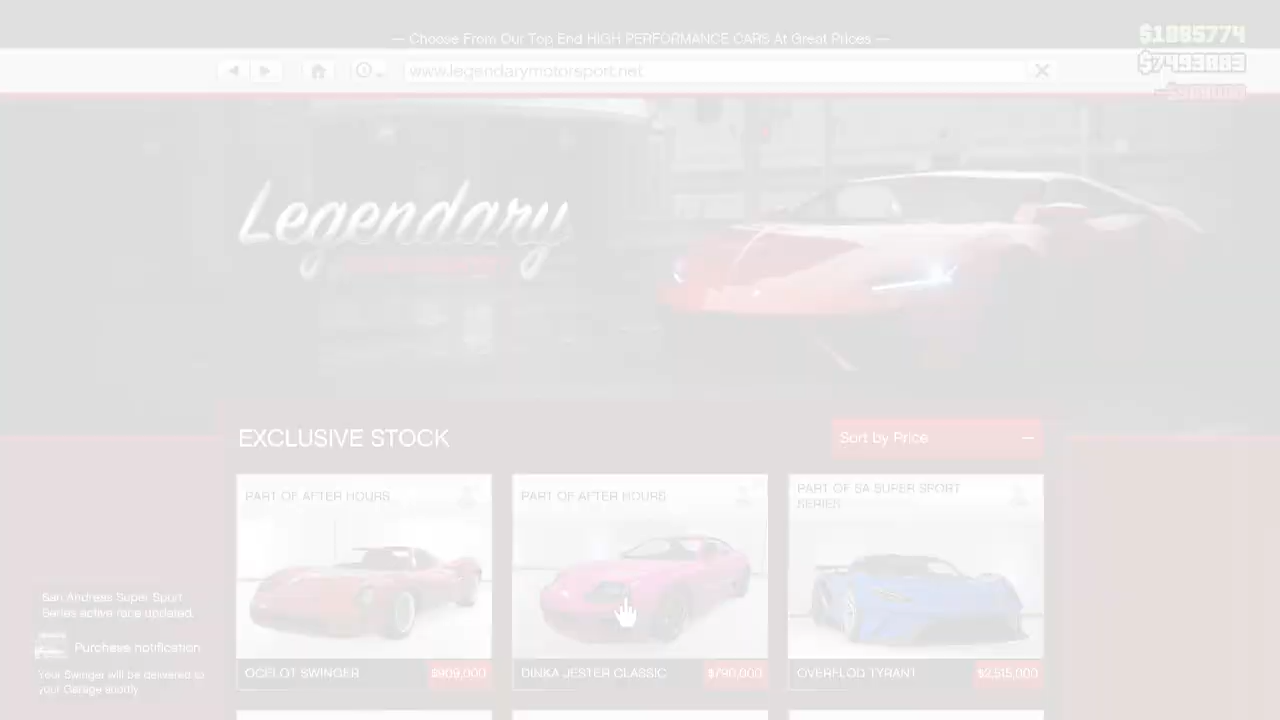 — Choose From Our Top End HIGH PERFORMANCE CARS At Great Prices —
$1885774
www.legendarymotorsport.net
$7493083
-$909000
Legendary
EXCLUSIVE STOCK
Sort by Price
PART OF AFTER HOURS
PART OF AFTER HOURS
PART OF SA SUPER SPORT
SERIES
San Andreas Super Sport
Series active race updated.
Purchase notification
Your Swinger will be delivered to
your Garage shortly
OCELOT SWINGER
$909,000
DINKA JESTER CLASSIC
$790,000
OVERFLOD TYRANT
$2,515,000